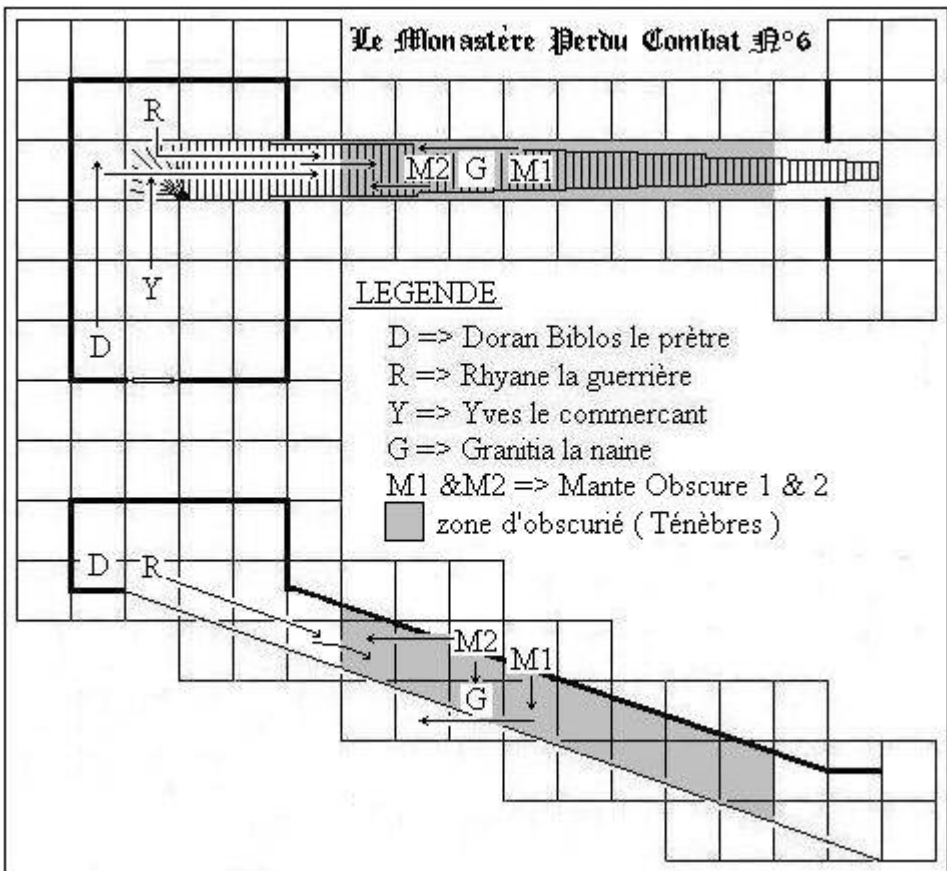 Le Monastère Perdu Combat N°6
R
M2 G M1
Y
D
LEGENDE
D => Doran Biblos le prètre
R => Rhyane la guerrière
Y => Yves le commercant
G => Granitia la naine
M1 &M2 => Mante Obscure 1 & 2
zone d'obscurié ( Ténèbres )
D R
M2
M1
G